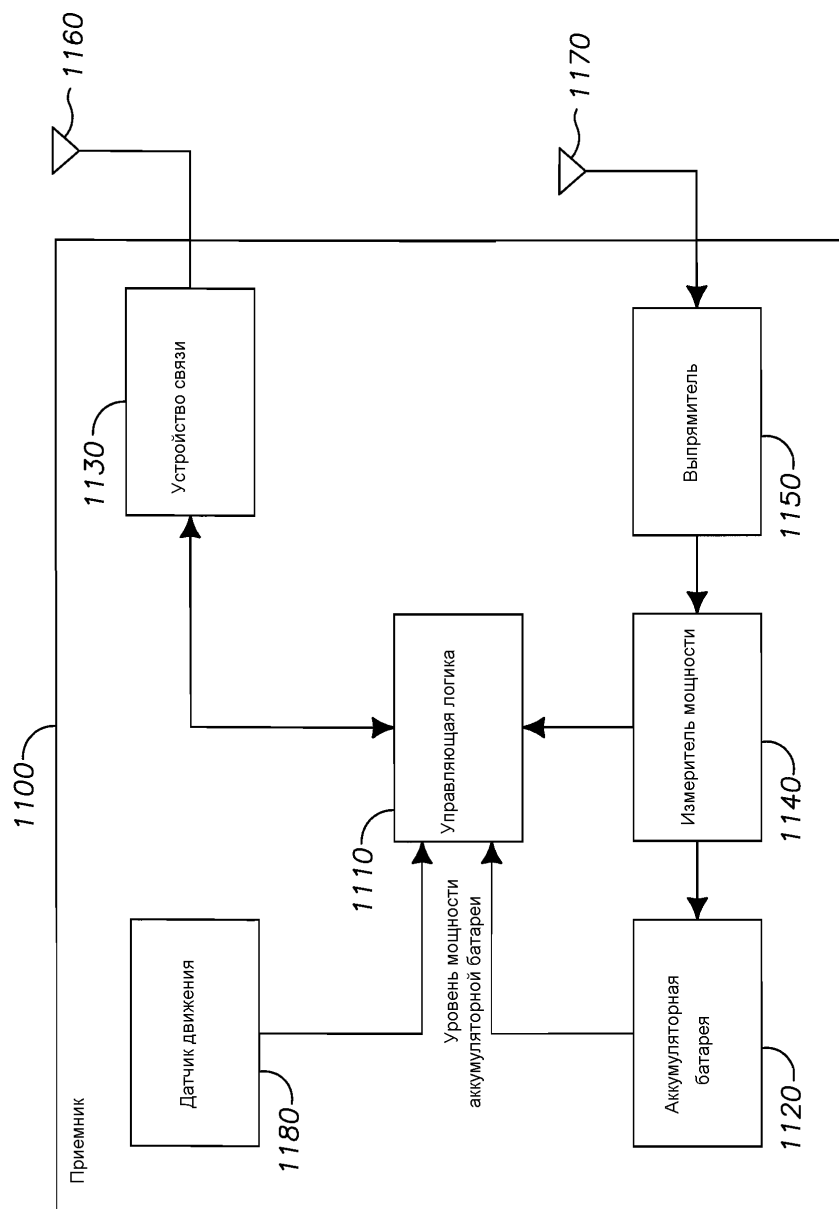 Приемник
1100
Датчик движения
1180
Устройство связи
1130
1160
Управляющая логика
1110
Уровень мощности
аккумуляторной батареи
Аккумуляторная
батарея
1120
Измеритель мощности
1140
Выпрямитель
1150
1170